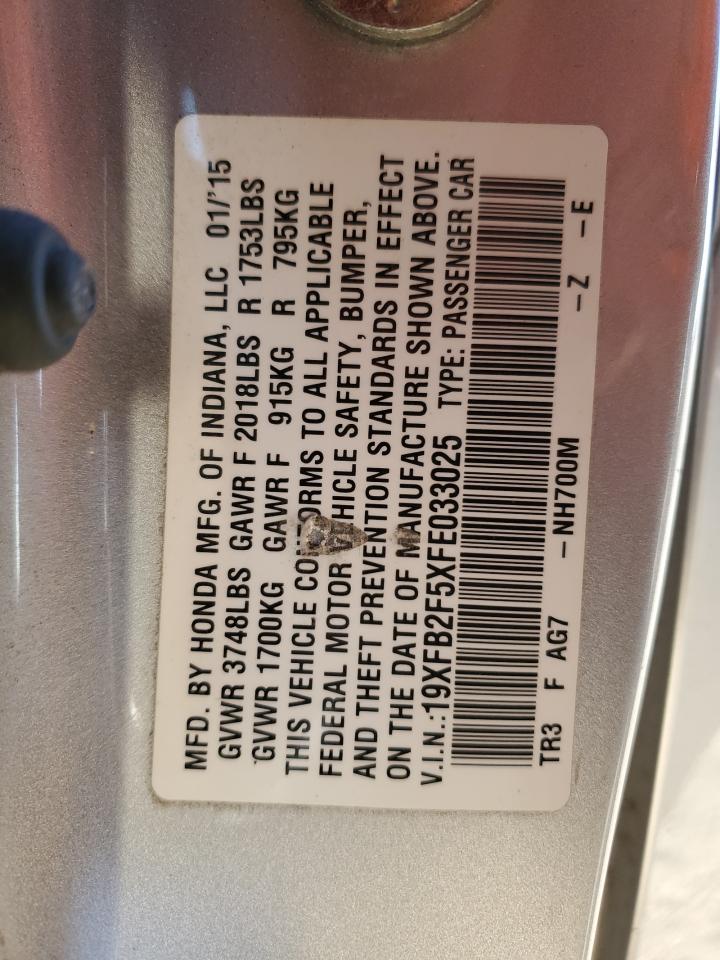 MFD. BY HONDA MFG. OF INDIANA, LLC 01/'15
GVWR 3748LBS GAWR F 2018LBS R 1753LBS
GVWR 1700KG GAWR F 915KG R 795KG
THIS VEHICLE CONFORMS TO ALL APPLICABLE
FEDERAL MOTOR VEHICLE SAFETY, BUMPER,
AND THEFT PREVENTION STANDARDS IN EFFECT
ON THE DATE OF MANUFACTURE SHOWN ABOVE.
V.I.N.:19XFB2F5XFE033025 TYPE: PASSENGER CAR
TR3 F AG7 –NH700M –Z –E